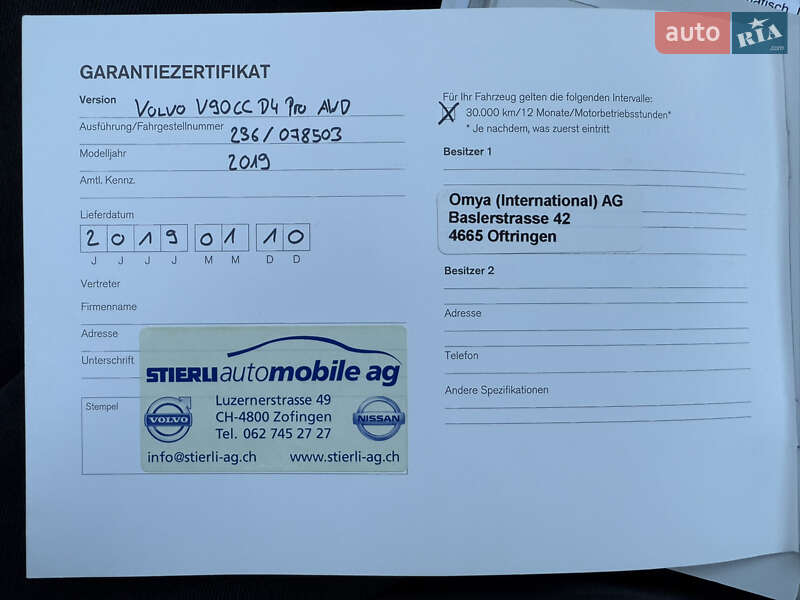 auto RIA .com
GARANTIEZERTIFIKAT
Version VOLVO V90CC D4 Pro AWD
Ausführung/Fahrgestellnummer 236/078503
Modelljahr 2019
Amtl. Kennz.
Lieferdatum
2 0 1 9 0 1 1 0
J J J J M M D D
Vertreter
Firmenname
Adresse
Unterschrift
Stempel
STIERLI automobile ag
Luzernerstrasse 49
CH-4800 Zofingen
Tel. 062 745 27 27
VOLVO
NISSAN
info@stierli-ag.ch www.stierli-ag.ch
Für Ihr Fahrzeug gelten die folgenden Intervalle:
30.000 km/12 Monate/Motorbetriebsstunden*
* Je nachdem, was zuerst eintritt
Besitzer 1
Omya (International) AG
Baslerstrasse 42
4665 Oftringen
Besitzer 2
Adresse
Telefon
Andere Spezifikationen